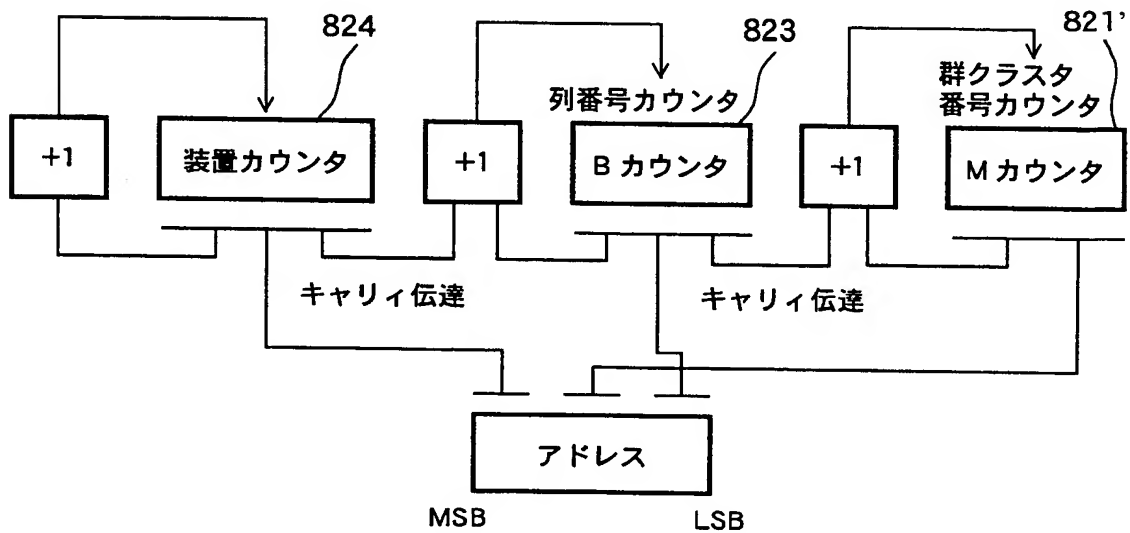 824
823
821'
列番号カウンタ
群クラスタ
番号カウンタ
+1
装置カウンタ
+1
B カウンタ
+1
M カウンタ
キャリィ伝達
キャリィ伝達
アドレス
MSB
LSB